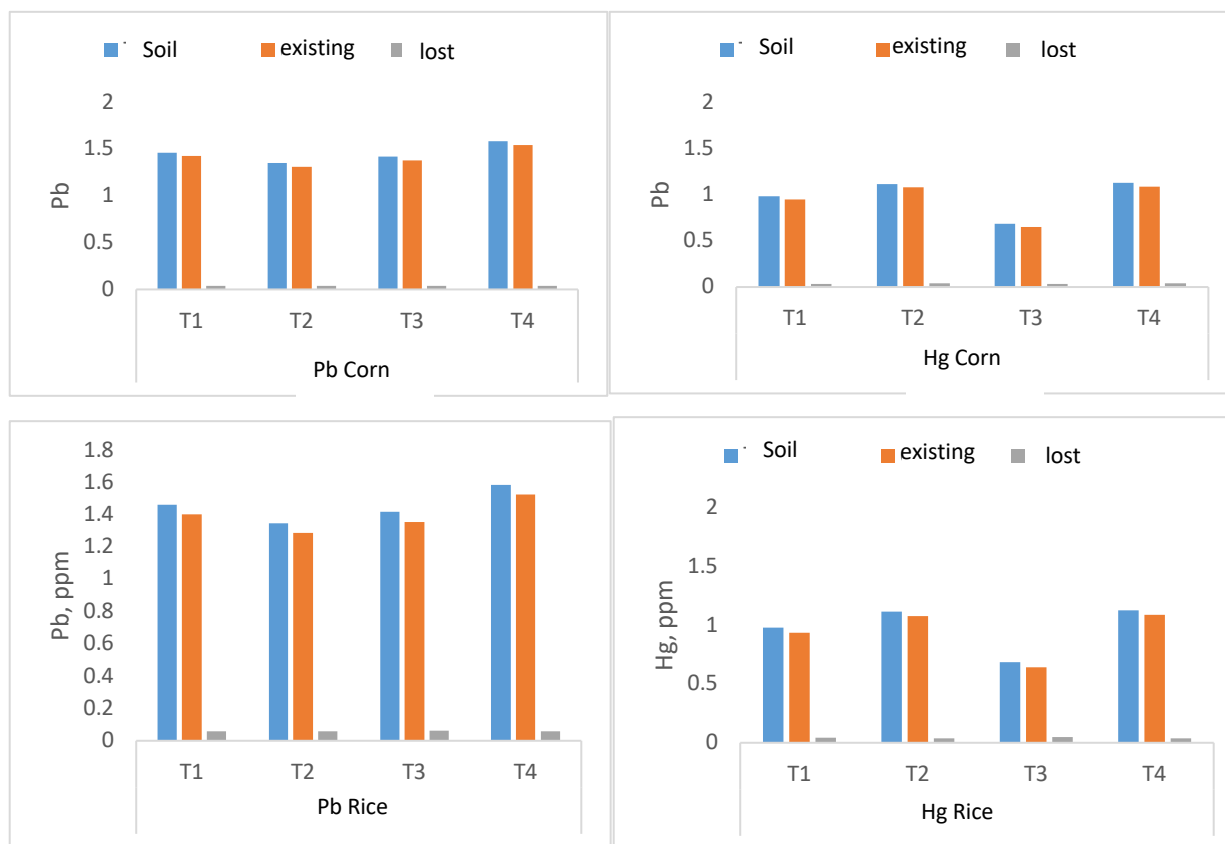 Soil existing lost
2
1.5
1
0.5
0
Pb
T1 T2 T3 T4
Pb Corn
Soil existing lost
2
1.5
1
0.5
0
Pb
T1 T2 T3 T4
Hg Corn
1.8
1.6
1.4
1.2
1
0.8
0.6
0.4
0.2
0
Pb, ppm
T1 T2 T3 T4
Pb Rice
Soil existing lost
2
1.5
1
0.5
0
Hg, ppm
T1 T2 T3 T4
Hg Rice